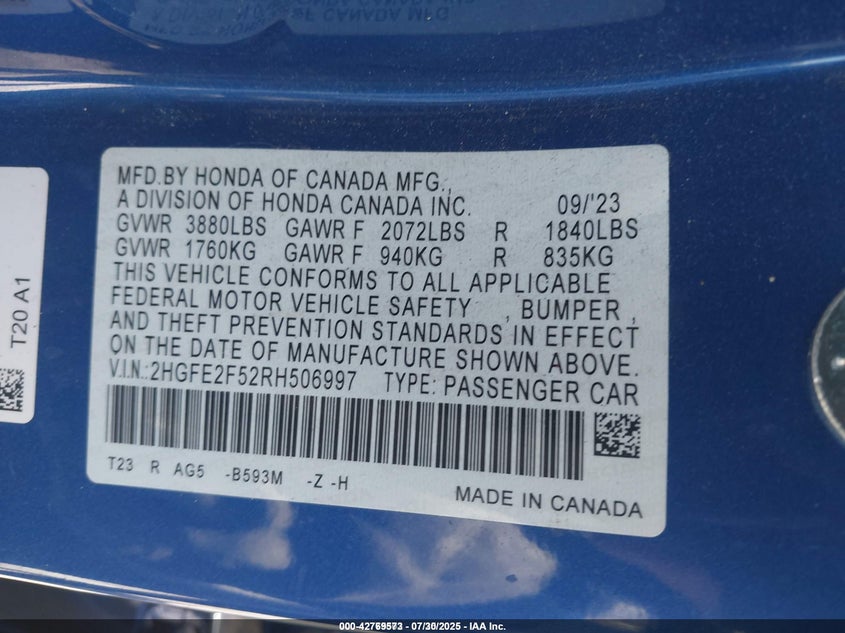 MFD.BY HONDA OF CANADA MFG.,
A DIVISION OF HONDA CANADA INC. 09/'23
GVWR 3880LBS GAWR F 2072LBS R 1840LBS
GVWR 1760KG GAWR F 940KG R 835KG
THIS VEHICLE CONFORMS TO ALL APPLICABLE
FEDERAL MOTOR VEHICLE SAFETY , BUMPER ,
AND THEFT PREVENTION STANDARDS IN EFFECT
ON THE DATE OF MANUFACTURE SHOWN ABOVE.
V.I.N.:2HGFE2F52RH506997 TYPE: PASSENGER CAR
T23 R AG5 -B593M -Z -H
MADE IN CANADA
T20 A1
000-42769573 / 07/30/2025 - IAA Inc.